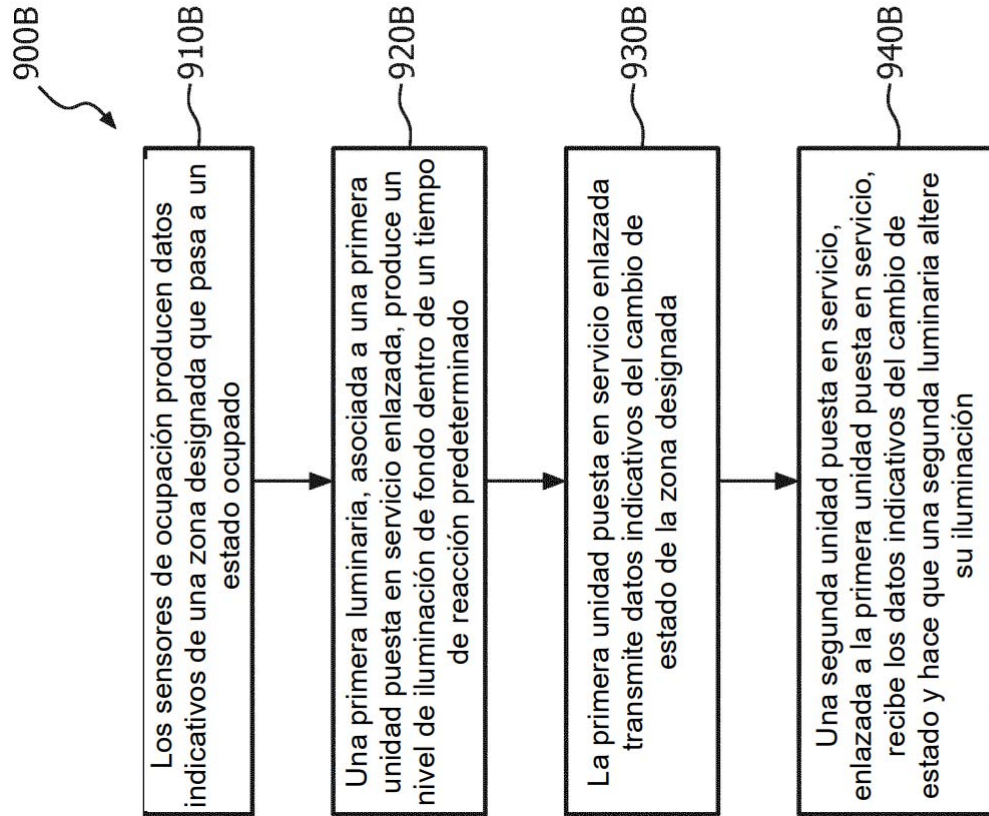 900B
Los sensores de ocupación producen datos
indicativos de una zona designada que pasa a un
estado ocupado
910B
Una primera luminaria, asociada a una primera
unidad puesta en servicio enlazada, produce un
nivel de iluminación de fondo dentro de un tiempo
de reacción predeterminado
920B
La primera unidad puesta en servicio enlazada
transmite datos indicativos del cambio de
estado de la zona designada
930B
Una segunda unidad puesta en servicio,
enlazada a la primera unidad puesta en servicio,
recibe los datos indicativos del cambio de
estado y hace que una segunda luminaria altere
su iluminación
940B